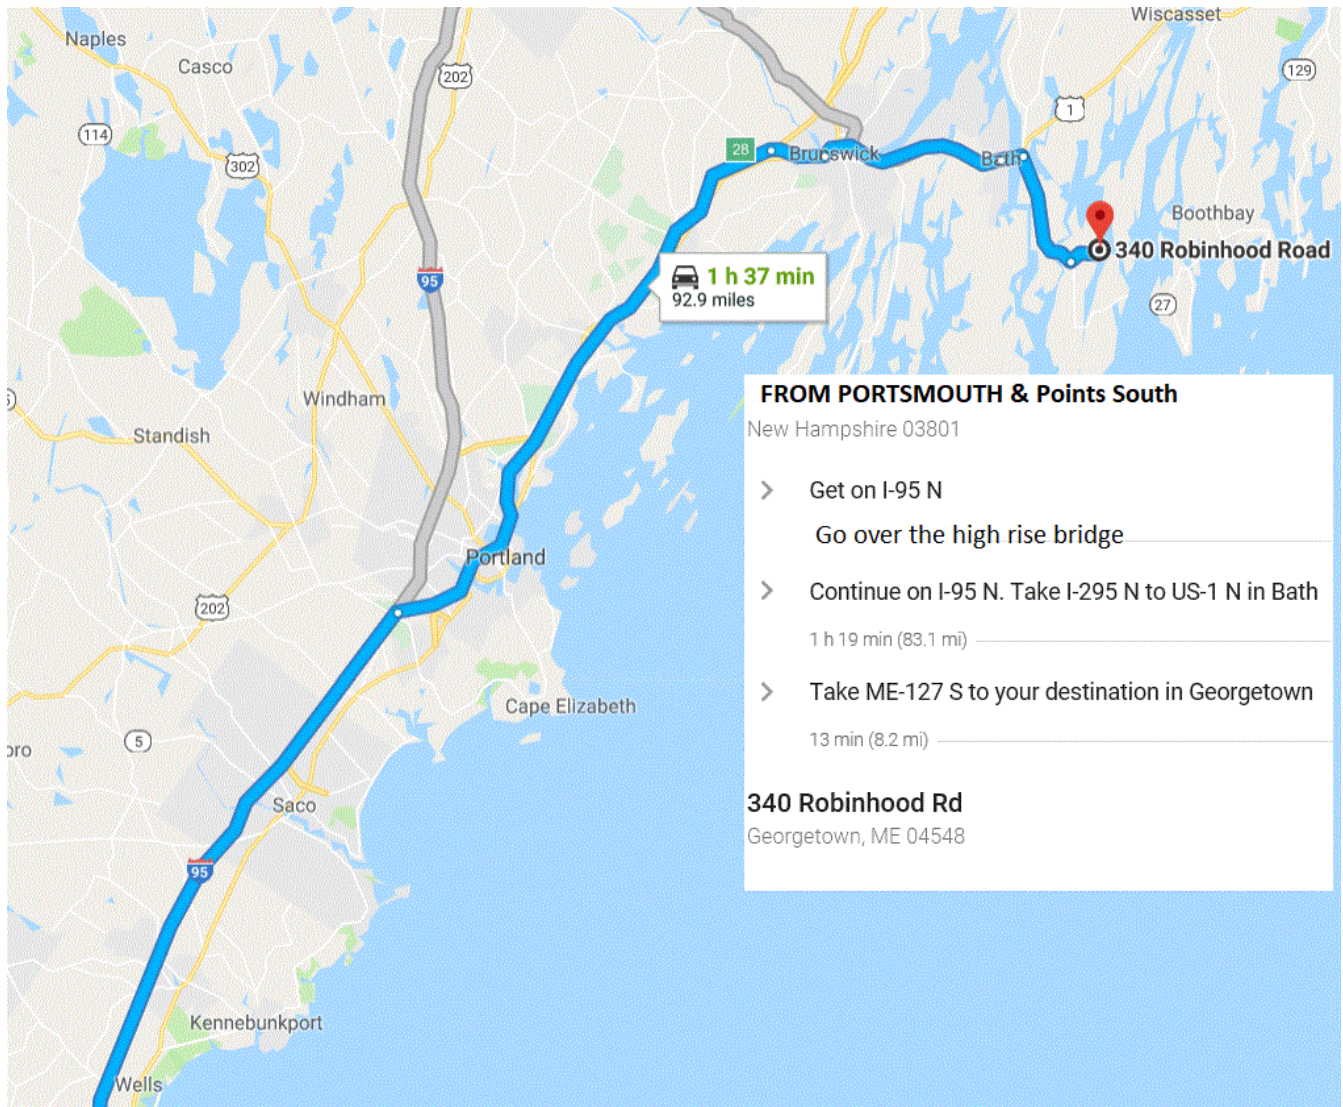 Wiscasset
Naples
Casco
202
129
1
114
302
28
Brunswick
Bath
Boothbay
340 Robinhood Road
95
1 h 37 min
92.9 miles
27
FROM PORTSMOUTH & Points South
New Hampshire 03801
Get on I-95 N
Go over the high rise bridge
Continue on I-95 N. Take I-295 N to US-1 N in Bath
1 h 19 min (83.1 mi)
Take ME-127 S to your destination in Georgetown
13 min (8.2 mi)
340 Robinhood Rd
Georgetown, ME 04548
Windham
Standish
Portland
202
Cape Elizabeth
5
oro
Saco
95
Kennebunkport
Wells